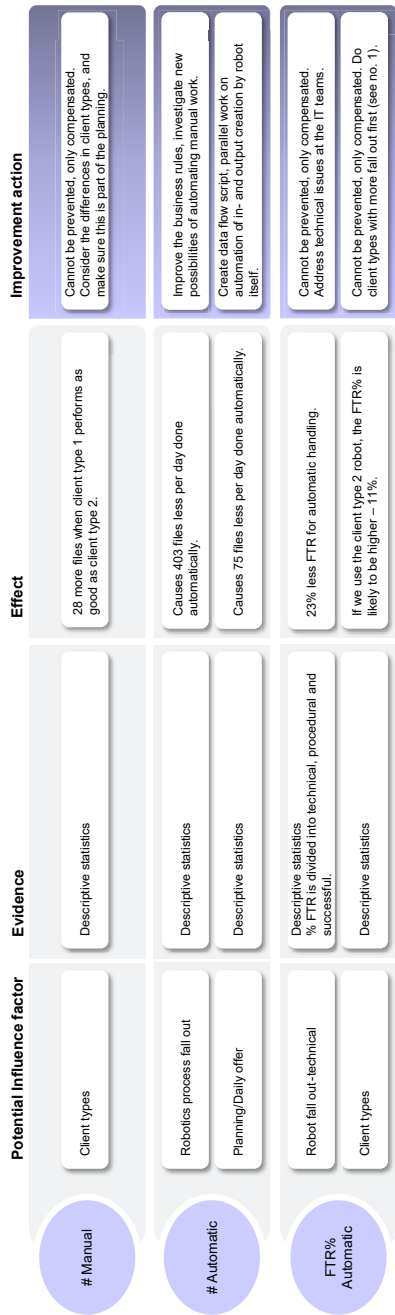 Potential Influence factor
Evidence
Effect
Improvement action
# Manual
Client types
Descriptive statistics
28 more files when client type 1 performs as
good as client type 2.
Cannot be prevented, only compensated.
Consider the differences in client types, and
make sure this is part of the planning.
# Automatic
Robotics process fall out
Descriptive statistics
Causes 403 files less per day done
automatically.
Improve the business rules, investigate new
possibilities of automating manual work.
Planning/Daily offer
Descriptive statistics
Causes 75 files less per day done automatically.
Create data flow script, parallel work on
automation of in- and output creation by robot
itself.
FTR%
Automatic
Robot fall out-technical
Descriptive statistics
% FTR is divided into technical, procedural and
successful.
23% less FTR for automatic handling.
Cannot be prevented, only compensated.
Address technical issues at the IT teams.
Client types
Descriptive statistics
If we use the client type 2 robot, the FTR% is
likely to be higher – 11%.
Cannot be prevented, only compensated. Do
client types with more fall out first (see no. 1).